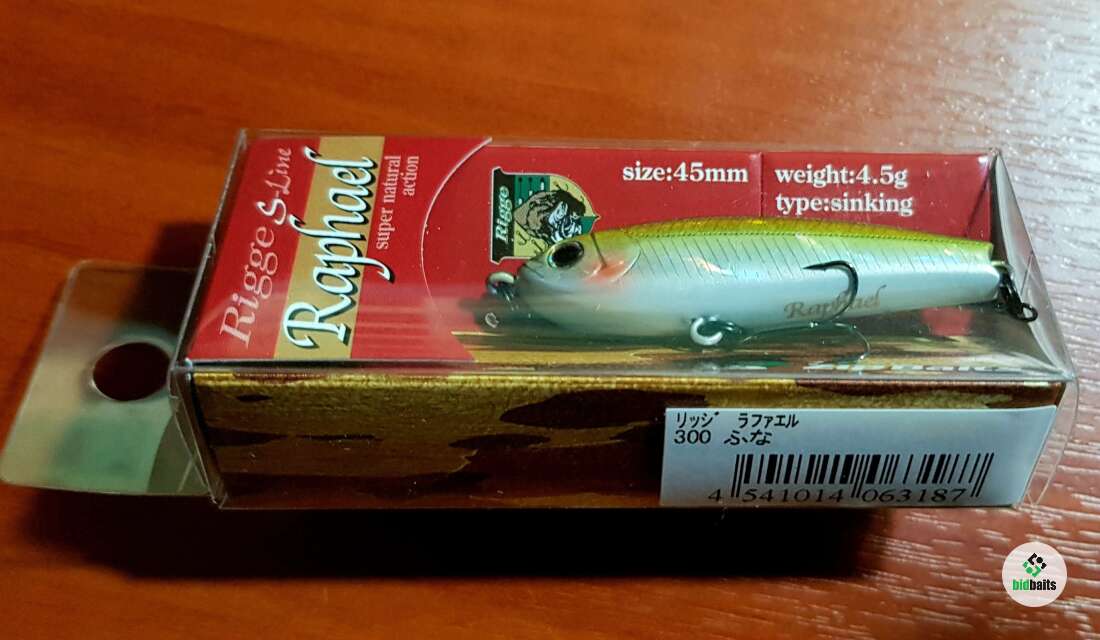 Rigge S-Line
Raphael
super natural
action
Rigge
size:45mm
weight:4.5g
type:sinking
Raphael
リッジ ラファエル
300 ふな
4 541014 063187
bidbaits